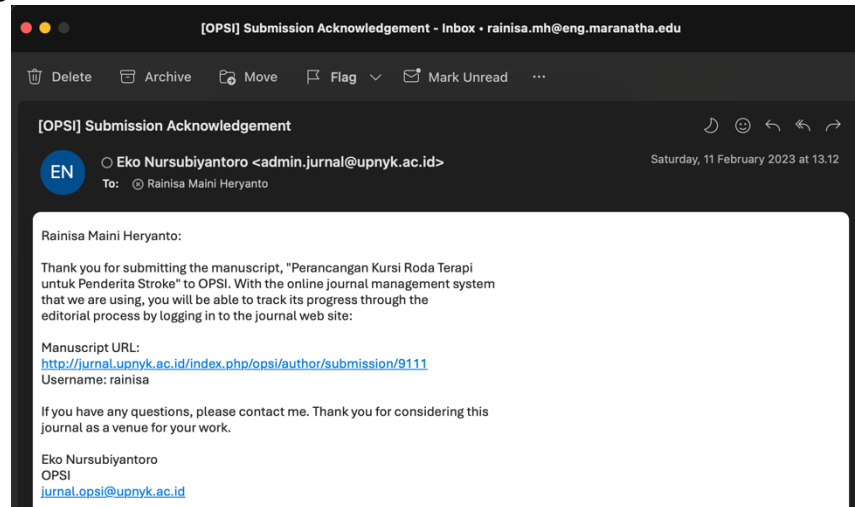 [OPSI] Submission Acknowledgement - Inbox • rainisa.mh@eng.maranatha.edu
Delete Archive Move Flag Mark Unread ...
[OPSI] Submission Acknowledgement
EN
Eko Nursubiyantoro <admin.jurnal@upnyk.ac.id>
Saturday, 11 February 2023 at 13.12
To: Rainisa Maini Heryanto
Rainisa Maini Heryanto:
Thank you for submitting the manuscript, "Perancangan Kursi Roda Terapi
untuk Penderita Stroke" to OPSI. With the online journal management system
that we are using, you will be able to track its progress through the
editorial process by logging in to the journal web site:
Manuscript URL:
http://jurnal.upnyk.ac.id/index.php/opsi/author/submission/9111
Username: rainisa
If you have any questions, please contact me. Thank you for considering this
journal as a venue for your work.
Eko Nursubiyantoro
OPSI
jurnal.opsi@upnyk.ac.id